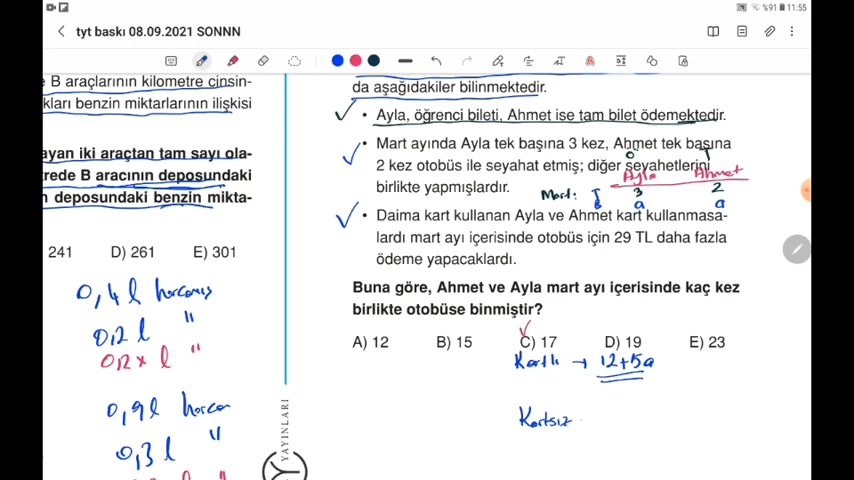 %91 11:55
tyt baskı 08.09.2021 SONNN
B araçlarının kilometre cinsin-
kları benzin miktarlarının ilişkisi
ayan iki araçtan tam sayı ola-
rede B aracının deposundaki
n deposundaki benzin mikta-
241 D) 261 E) 301
0,4 l harcamış
0,2 l "
0,2 x l "
0,9 l harcar
0,3 l "
YAYINLARI
da aşağıdakiler bilinmektedir.
• Ayla, öğrenci bileti, Ahmet ise tam bilet ödemektedir.
• Mart ayında Ayla tek başına 3 kez, Ahmet tek başına
2 kez otobüs ile seyahat etmiş; diğer seyahetlerini
birlikte yapmışlardır.
Ö T
Ayla Ahmet
Mart: T 3 2
B a a
• Daima kart kullanan Ayla ve Ahmet kart kullanmasa-
lardı mart ayı içerisinde otobüs için 29 TL daha fazla
ödeme yapacaklardı.
Buna göre, Ahmet ve Ayla mart ayı içerisinde kaç kez
birlikte otobüse binmiştir?
A) 12 B) 15 C) 17 D) 19 E) 23
Kartlı → 12+5a
Kartsız